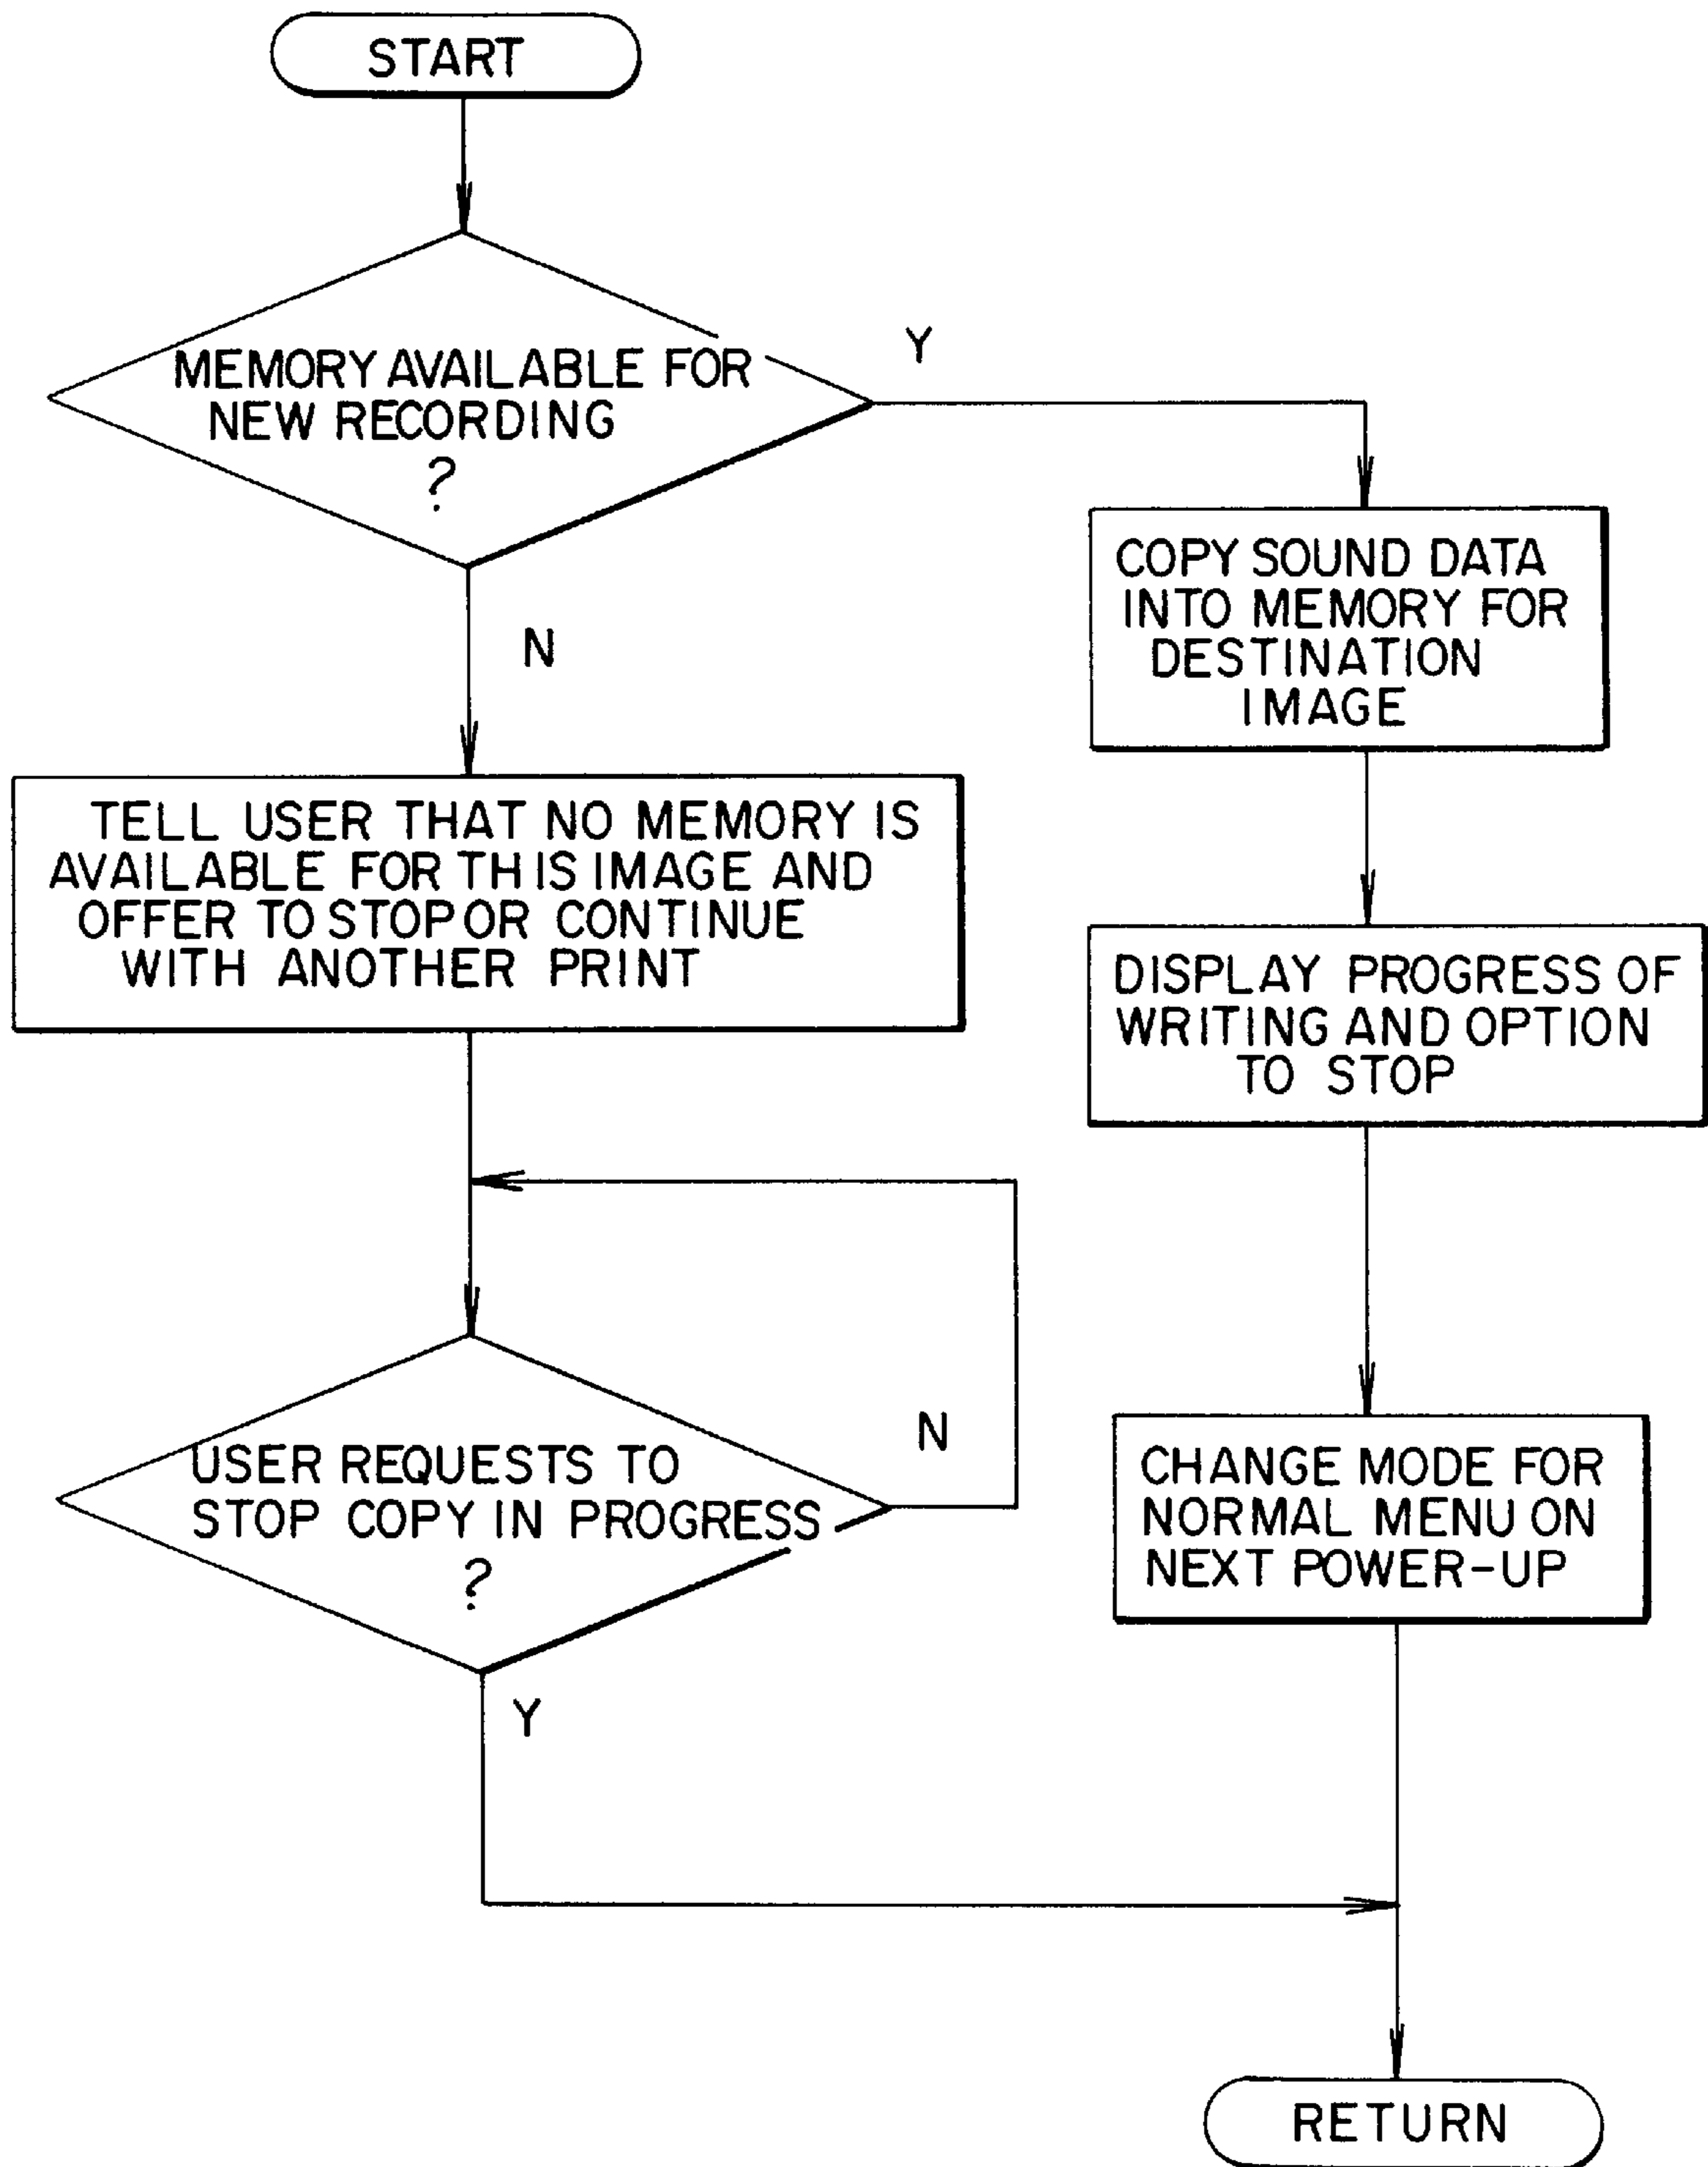 START
MEMORY AVAILABLE FOR
NEW RECORDING
?
Y
N
COPY SOUND DATA
INTO MEMORY FOR
DESTINATION
IMAGE
TELL USER THAT NO MEMORY IS
AVAILABLE FOR THIS IMAGE AND
OFFER TO STOP OR CONTINUE
WITH ANOTHER PRINT
DISPLAY PROGRESS OF
WRITING AND OPTION
TO STOP
USER REQUESTS TO
STOP COPY IN PROGRESS
?
N
Y
CHANGE MODE FOR
NORMAL MENU ON
NEXT POWER-UP
RETURN